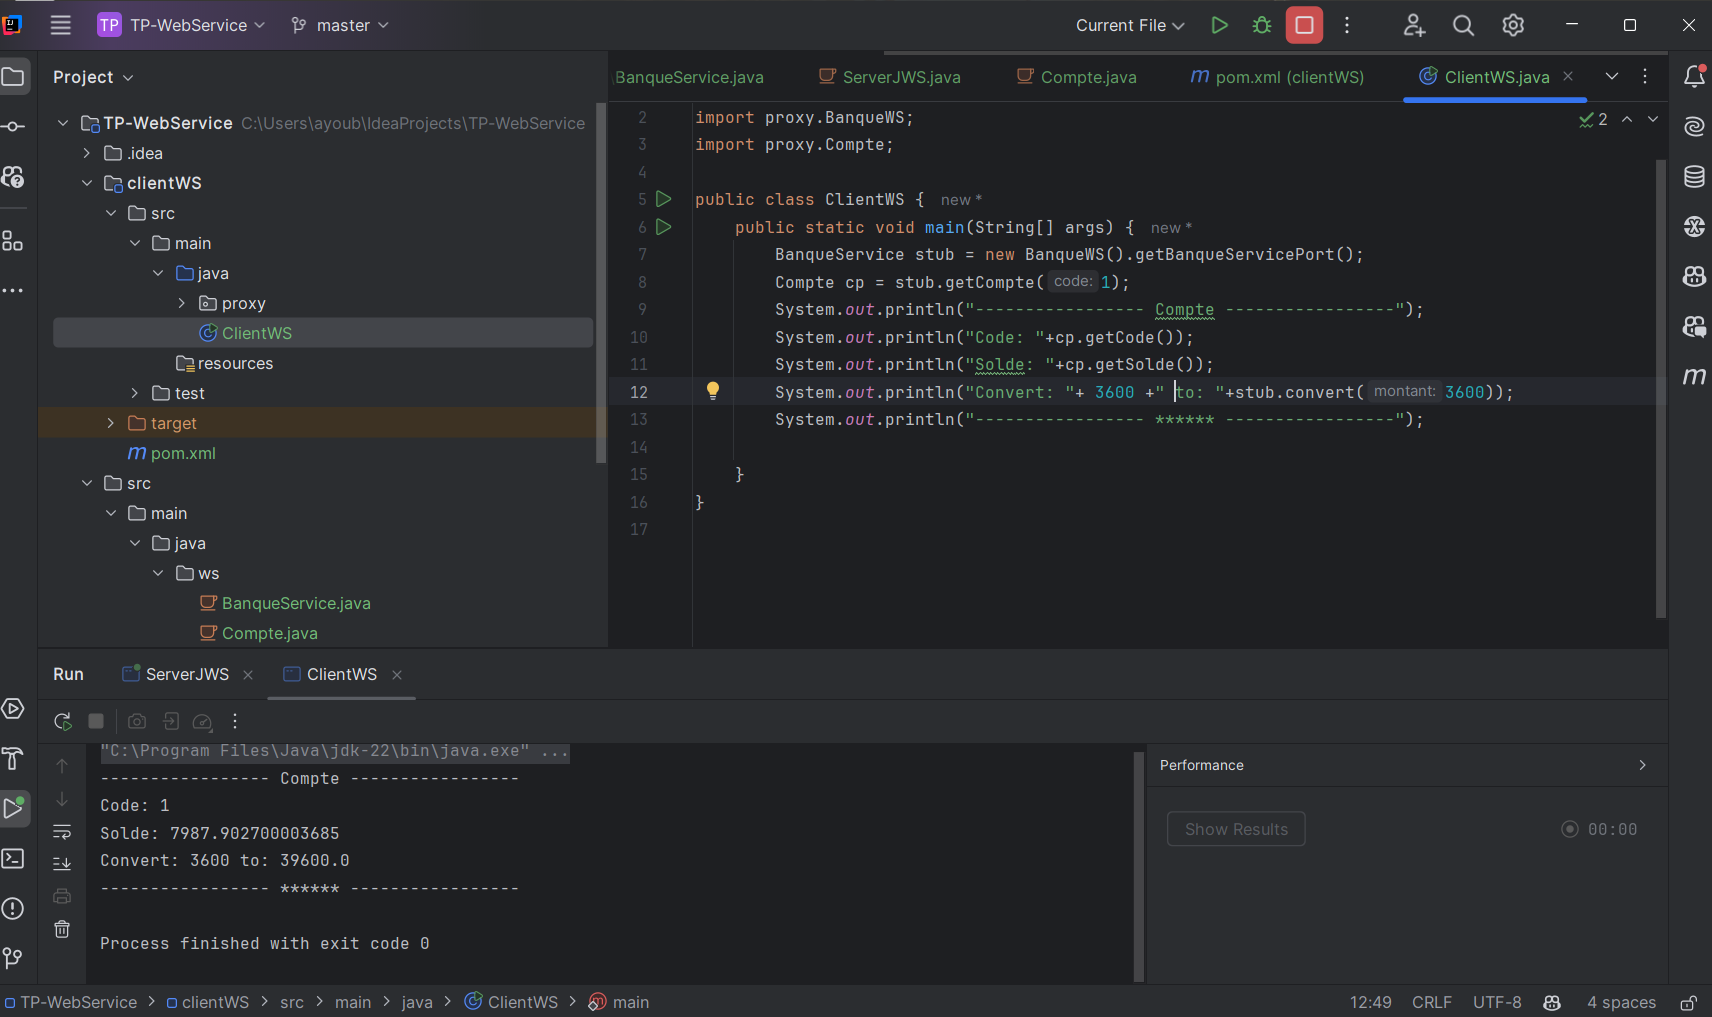 TP TP-WebService master Current File
Project
TP-WebService C:\Users\ayoub\IdeaProjects\TP-WebService
.idea
clientWS
src
main
java
proxy
ClientWS
resources
test
target
pom.xml
src
main
java
ws
BanqueService.java
Compte.java
BanqueService.java ServerJWS.java Compte.java pom.xml (clientWS) ClientWS.java
2 import proxy.BanqueWS; 2
3 import proxy.Compte;
4
5 public class ClientWS { new *
6 public static void main(String[] args) { new *
7 BanqueService stub = new BanqueWS().getBanqueServicePort();
8 Compte cp = stub.getCompte( code: 1);
9 System.out.println("----------------- Compte -----------------");
10 System.out.println("Code: "+cp.getCode());
11 System.out.println("Solde: "+cp.getSolde());
12 System.out.println("Convert: "+ 3600 +" to: "+stub.convert( montant: 3600));
13 System.out.println("----------------- ****** -----------------");
14
15 }
16 }
17
Run ServerJWS ClientWS
"C:\Program Files\Java\jdk-22\bin\java.exe" ...
----------------- Compte -----------------
Code: 1
Solde: 7987.902700003685
Convert: 3600 to: 39600.0
----------------- ****** -----------------
Process finished with exit code 0
Performance
Show Results 00:00
TP-WebService > clientWS > src > main > java > ClientWS > main 12:49 CRLF UTF-8 4 spaces